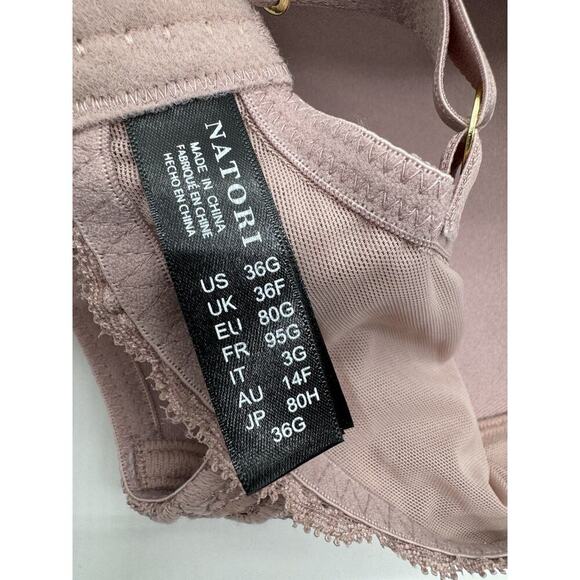 NATORI
MADE IN CHINA
FABRIQUÉ EN CHINE
HECHO EN CHINA
US 36G
UK 36F
EU 80G
FR 95G
IT 3G
AU 14F
JP 80H
36G